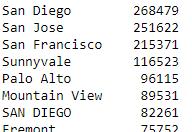 San Diego 268479
San Jose 251622
San Francisco 215371
Sunnyvale 116523
Palo Alto 96115
Mountain View 89531
SAN DIEGO 82261
Fremont 75752